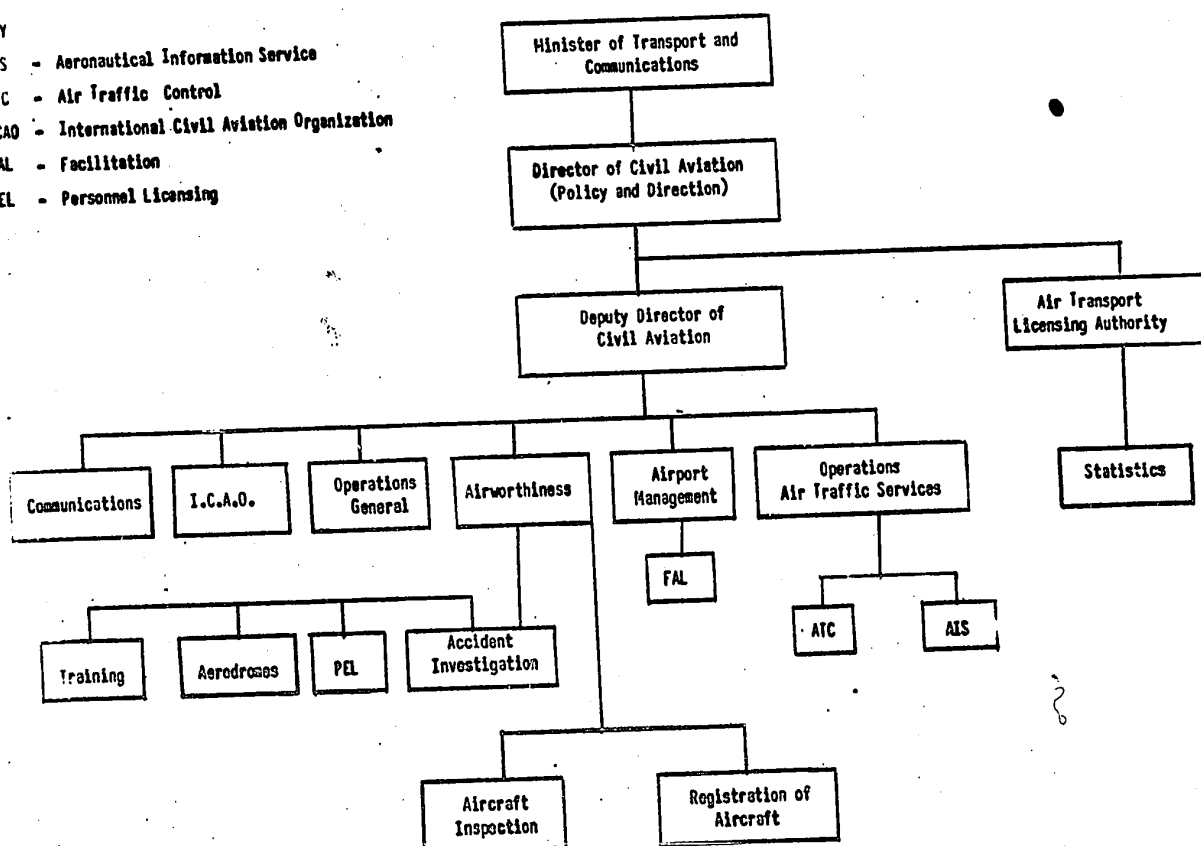 Y
S - Aeronautical Information Service
C - Air Traffic Control
CAO - International Civil Aviation Organization
AL - Facilitation
EL - Personnel Licensing
Minister of Transport and
Communications
Director of Civil Aviation
(Policy and Direction)
Deputy Director of
Civil Aviation
Air Transport
Licensing Authority
Communications
I.C.A.O.
Operations
General
Airworthiness
Airport
Management
Operations
Air Traffic Services
Statistics
FAL
ATC
AIS
Training
Aerodromes
PEL
Accident
Investigation
Aircraft
Inspection
Registration of
Aircraft